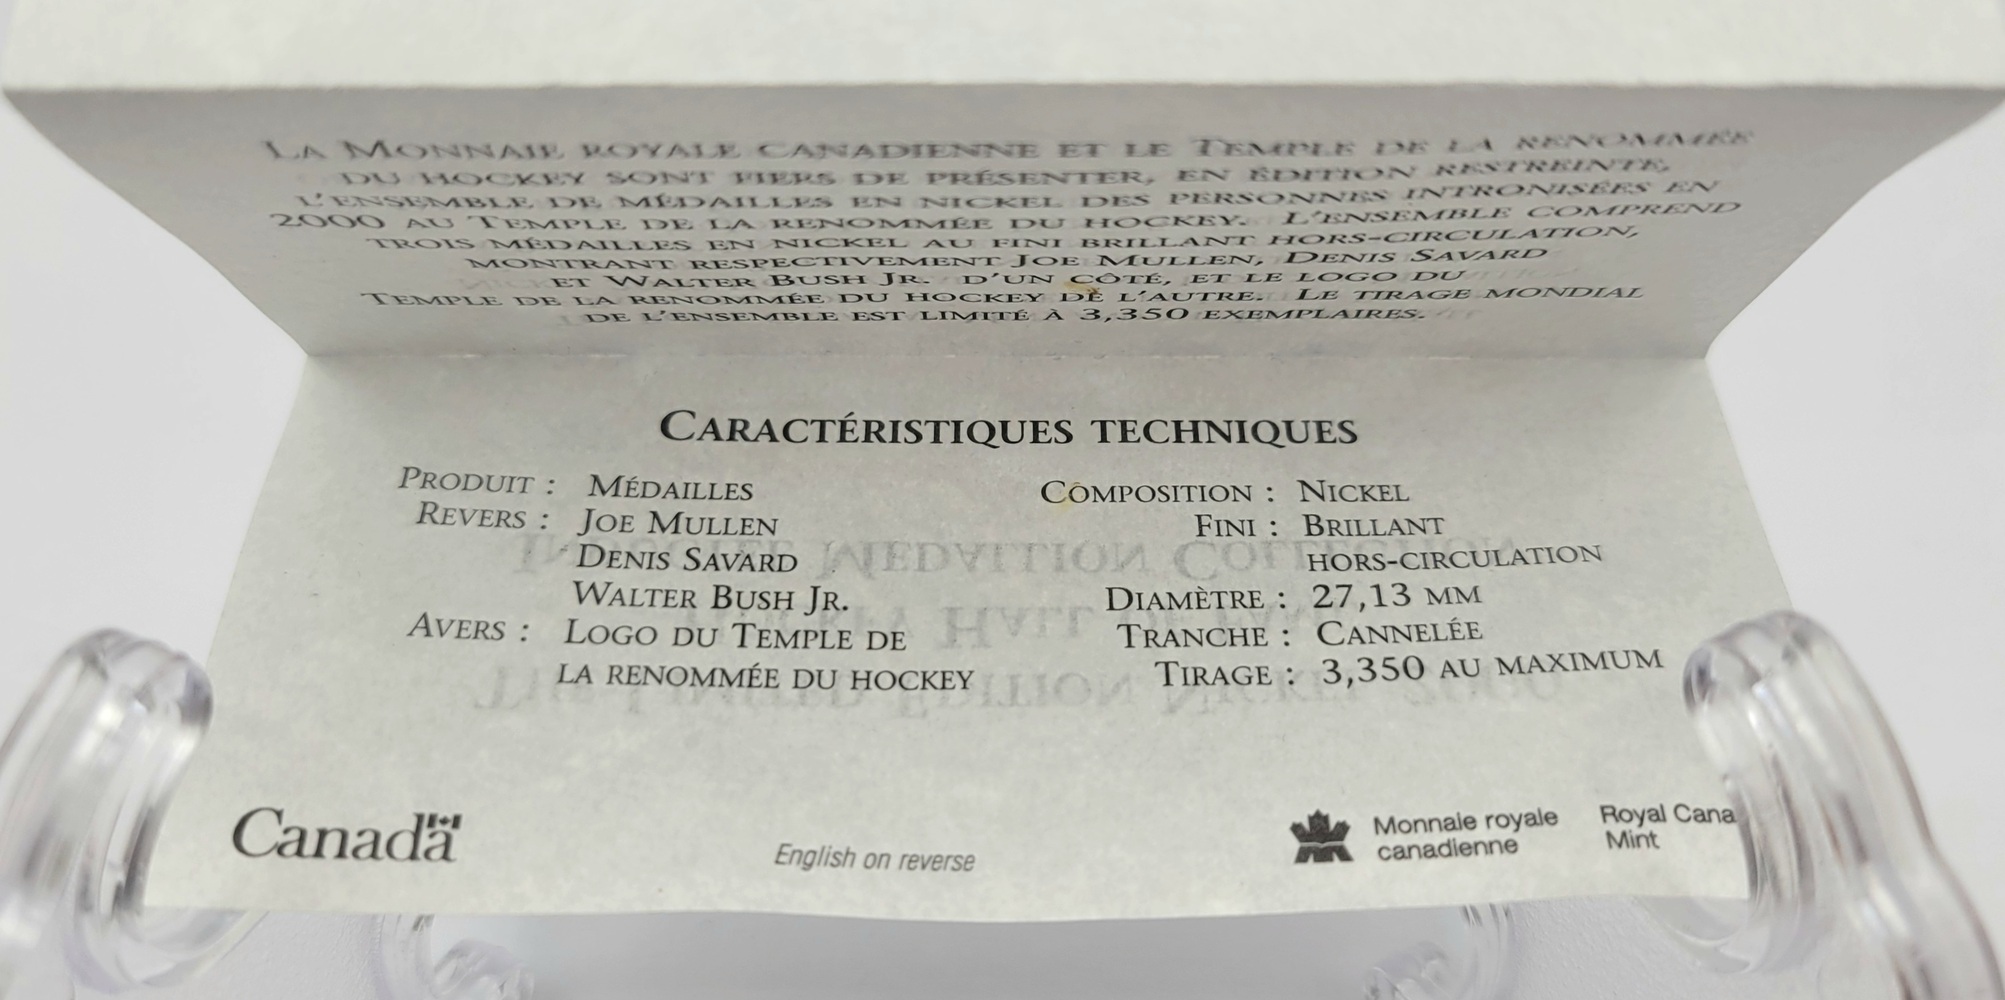 La Monnaie royale canadienne et le Temple de la renommée
du hockey sont fiers de présenter, en édition restreinte,
l'ensemble de médailles en nickel des personnes intronisées en
2000 au Temple de la renommée du hockey. L'ensemble comprend
trois médailles en nickel au fini brillant hors-circulation,
montrant respectivement Joe Mullen, Denis Savard
et Walter Bush Jr. d'un côté, et le logo du
Temple de la renommée du hockey de l'autre. Le tirage mondial
de l'ensemble est limité à 3,350 exemplaires.
Caractéristiques techniques
Produit : Médailles
Revers : Joe Mullen
Denis Savard
Walter Bush Jr.
Avers : Logo du Temple de
la renommée du hockey
Composition : Nickel
Fini : Brillant
hors-circulation
Diamètre : 27,13 mm
Tranche : Cannelée
Tirage : 3,350 au maximum
Canada
English on reverse
Monnaie royale
canadienne
Royal Cana
Mint